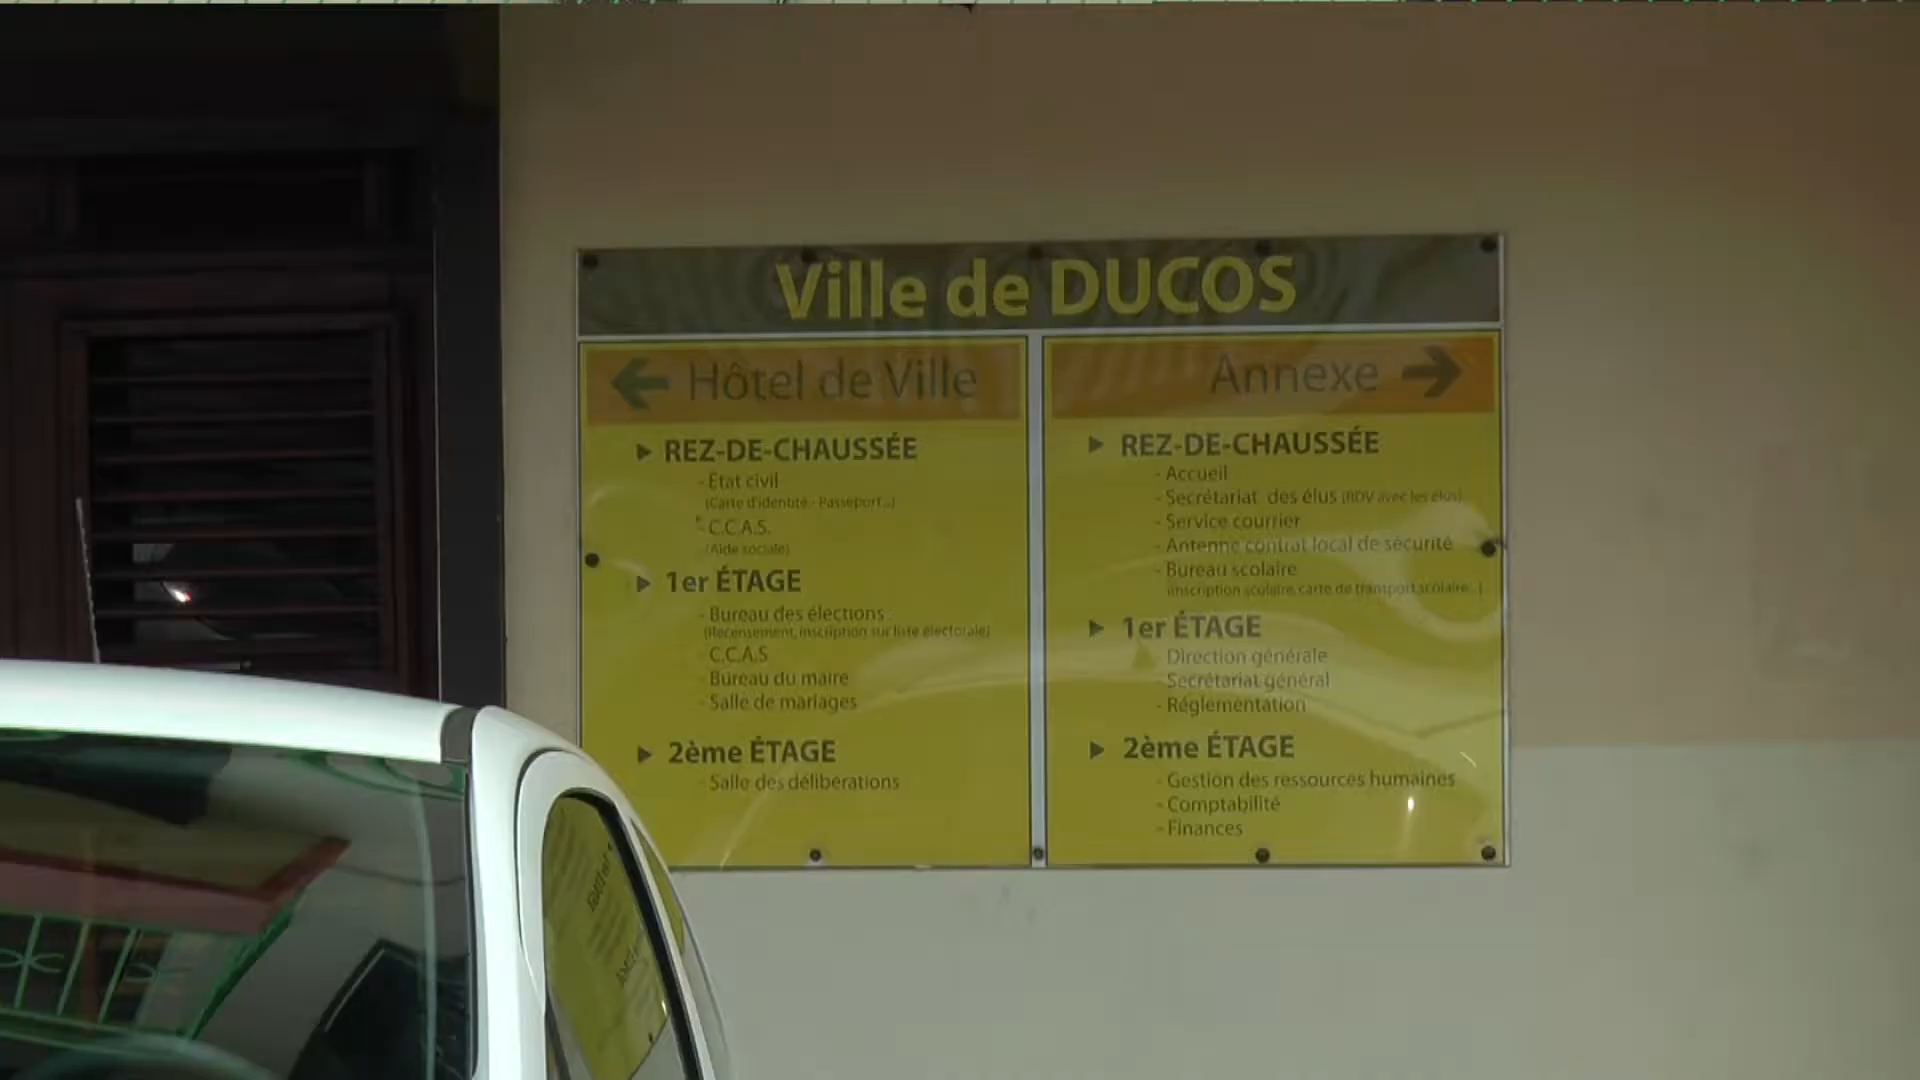 Ville de DUCOS
Hôtel de Ville
REZ-DE-CHAUSSÉE
- Etat civil
(Carte d'identité - Passeport...)
- C.C.A.S.
(Aide sociale)
1er ÉTAGE
- Bureau des élections
(Recensement, inscription sur liste électorale)
- C.C.A.S
- Bureau du maire
- Salle de mariages
2ème ÉTAGE
- Salle des délibérations
Annexe
REZ-DE-CHAUSSÉE
- Accueil
- Secrétariat des élus (RDV avec les élus)
- Service courrier
- Antenne contrat local de sécurité
- Bureau scolaire
(inscription scolaire, carte de transport scolaire...)
1er ÉTAGE
- Direction générale
- Secrétariat général
- Réglementation
2ème ÉTAGE
- Gestion des ressources humaines
- Comptabilité
- Finances